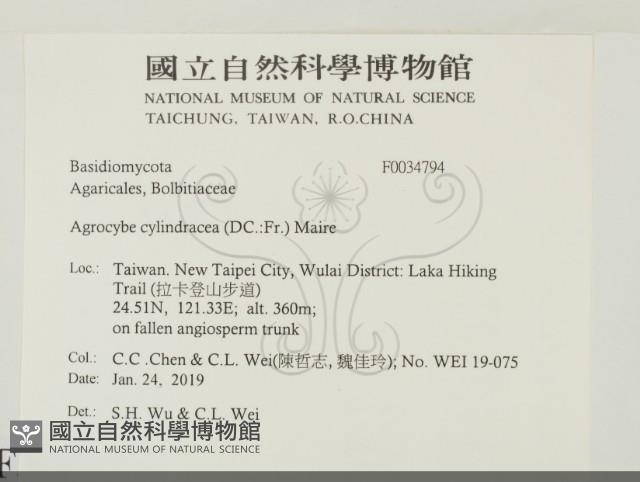 國立自然科學博物館
NATIONAL MUSEUM OF NATURAL SCIENCE
TAICHUNG, TAIWAN, R.O.CHINA
Basidiomycota F0034794
Agaricales, Bolbitiaceae
Agrocybe cylindracea (DC.:Fr.) Maire
Loc.: Taiwan. New Taipei City, Wulai District: Laka Hiking
Trail (拉卡登山步道)
24.51N, 121.33E; alt. 360m;
on fallen angiosperm trunk
Col.: C.C .Chen & C.L. Wei(陳哲志, 魏佳玲); No. WEI 19-075
Date: Jan. 24, 2019
Det.: S.H. Wu & C.L. Wei
國立自然科學博物館
NATIONAL MUSEUM OF NATURAL SCIENCE
F